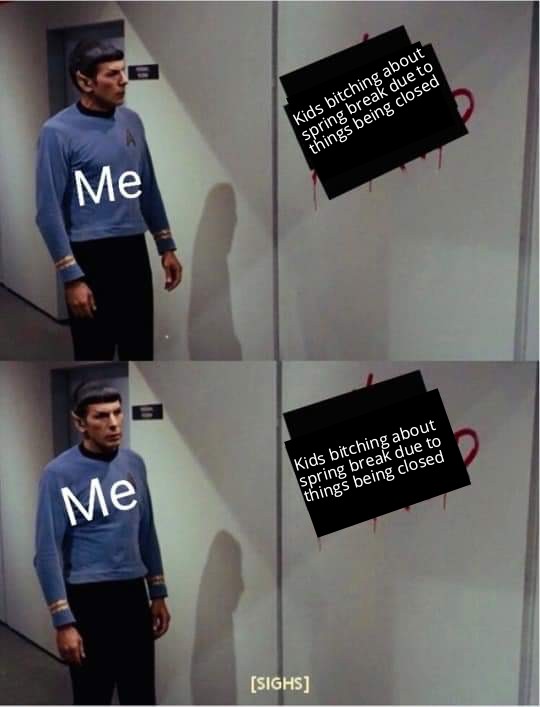 Kids bitching about
spring break due to
things being closed
Me
Kids bitching about
spring break due to
things being closed
Me
[SIGHS]